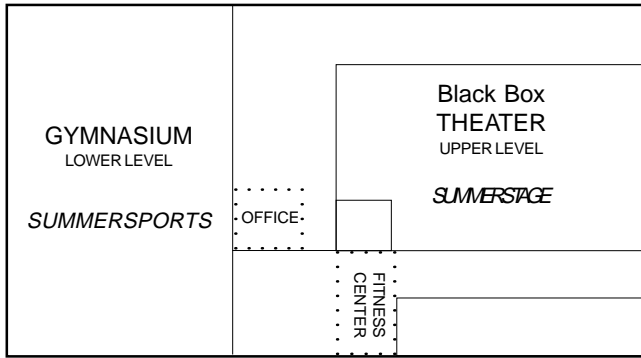 GYMNASIUM
LOWER LEVEL
SUMMERSPORTS
OFFICE
Black Box
THEATER
UPPER LEVEL
SUMMERSTAGE
FITNESS
CENTER